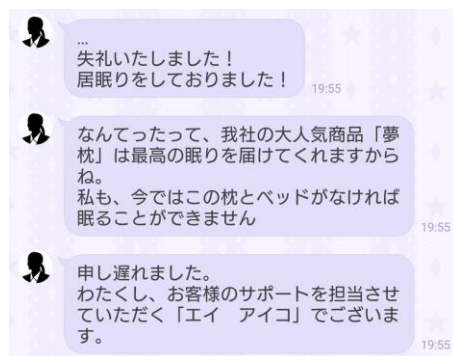 …
失礼いたしました！
居眠りをしておりました！
19:55
なんてったって、我社の大人気商品「夢
枕」は最高の眠りを届けてくれますから
ね。
私も、今ではこの枕とベッドがなければ
眠ることができません
19:55
申し遅れました。
わたくし、お客様のサポートを担当させ
ていただく「エイ　アイコ」でございま
す。
19:55